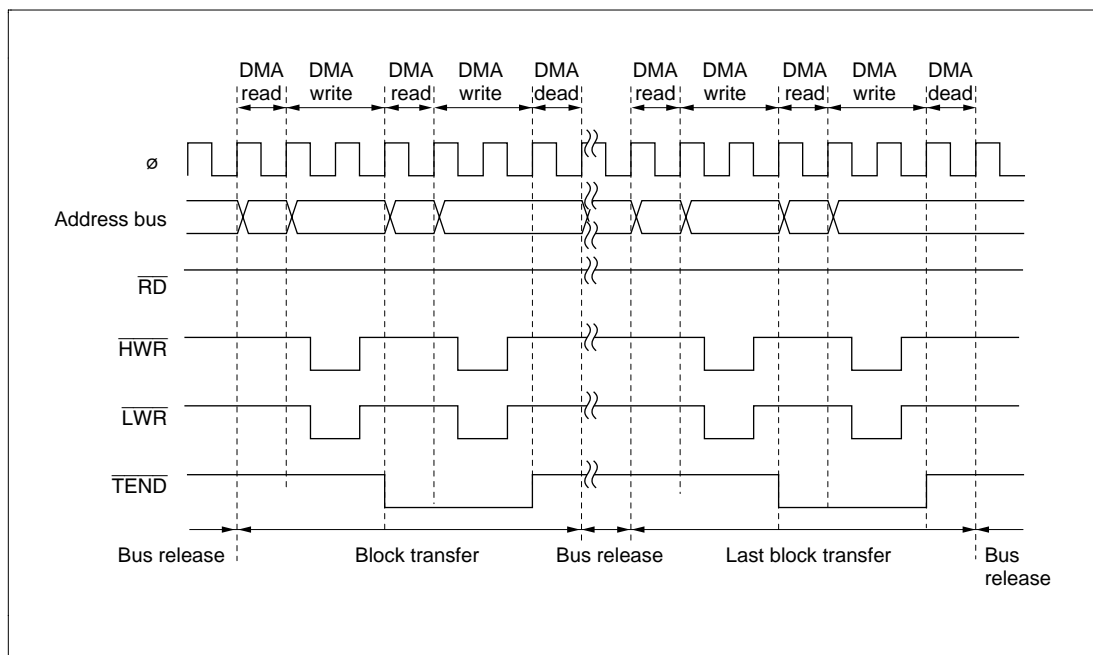 DMA read
DMA write
DMA read
DMA write
DMA dead
DMA read
DMA write
DMA read
DMA write
DMA dead
ø
Address bus
RD
HWR
LWR
TEND
Bus release
Block transfer
Bus release
Last block transfer
Bus
release